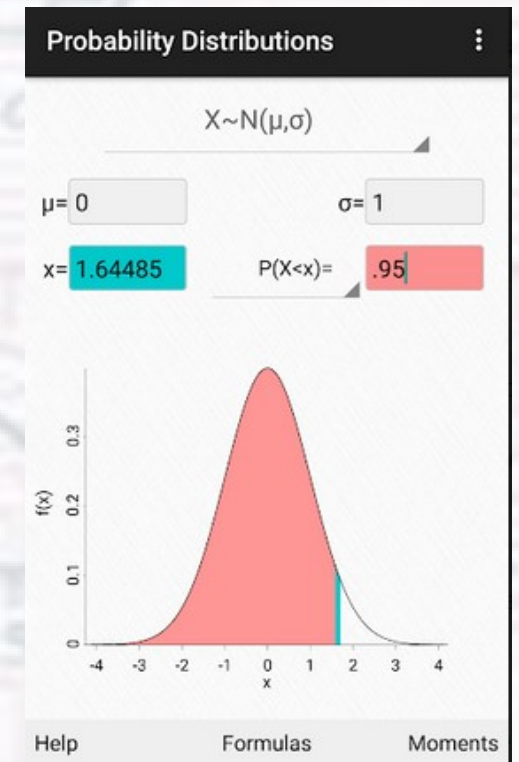 Probability Distributions
X~N(μ,σ)
μ= 0 σ= 1
x= 1.64485 P(X<x)= .95
f(x)
0 0.1 0.2 0.3
-4 -3 -2 -1 0 1 2 3 4
x
Help Formulas Moments